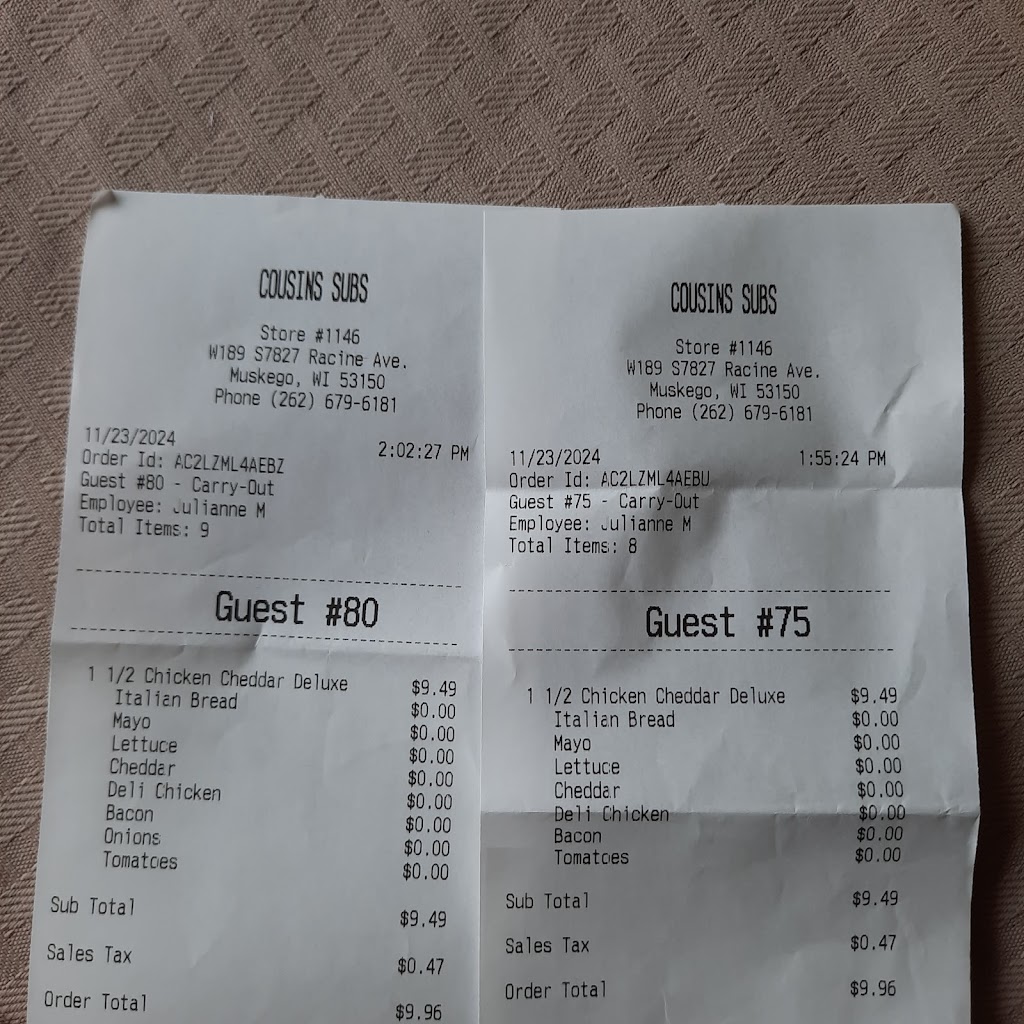 COUSINS SUBS
Store #1146
W189 S7827 Racine Ave.
Muskego, WI 53150
Phone (262) 679-6181
11/23/2024 2:02:27 PM
Order Id: AC2LZML4AEBZ
Guest #80 - Carry-Out
Employee: Julianne M
Total Items: 9
Guest #80
1 1/2 Chicken Cheddar Deluxe $9.49
Italian Bread $0.00
Mayo $0.00
Lettuce $0.00
Cheddar $0.00
Deli Chicken $0.00
Bacon $0.00
Onions $0.00
Tomatoes $0.00
Sub Total $9.49
Sales Tax $0.47
Order Total $9.96
COUSINS SUBS
Store #1146
W189 S7827 Racine Ave.
Muskego, WI 53150
Phone (262) 679-6181
11/23/2024 1:55:24 PM
Order Id: AC2LZML4AEBU
Guest #75 - Carry-Out
Employee: Julianne M
Total Items: 8
Guest #75
1 1/2 Chicken Cheddar Deluxe $9.49
Italian Bread $0.00
Mayo $0.00
Lettuce $0.00
Cheddar $0.00
Deli Chicken $0.00
Bacon $0.00
Tomatoes $0.00
Sub Total $9.49
Sales Tax $0.47
Order Total $9.96